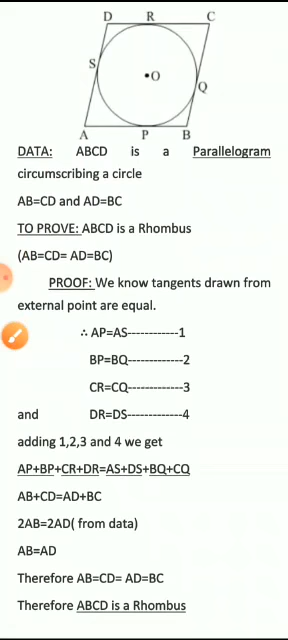 D R C
S •O Q
A P B
DATA: ABCD is a Parallelogram
circumscribing a circle
AB=CD and AD=BC
TO PROVE: ABCD is a Rhombus
(AB=CD= AD=BC)
PROOF: We know tangents drawn from
external point are equal.
∴ AP=AS------------1
BP=BQ-------------2
CR=CQ-------------3
and DR=DS-------------4
adding 1,2,3 and 4 we get
AP+BP+CR+DR=AS+DS+BQ+CQ
AB+CD=AD+BC
2AB=2AD( from data)
AB=AD
Therefore AB=CD= AD=BC
Therefore ABCD is a Rhombus